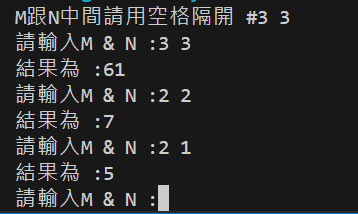 M跟N中間請用空格隔開 #3 3
請輸入M & N :3 3
結果為 :61
請輸入M & N :2 2
結果為 :7
請輸入M & N :2 1
結果為 :5
請輸入M & N :